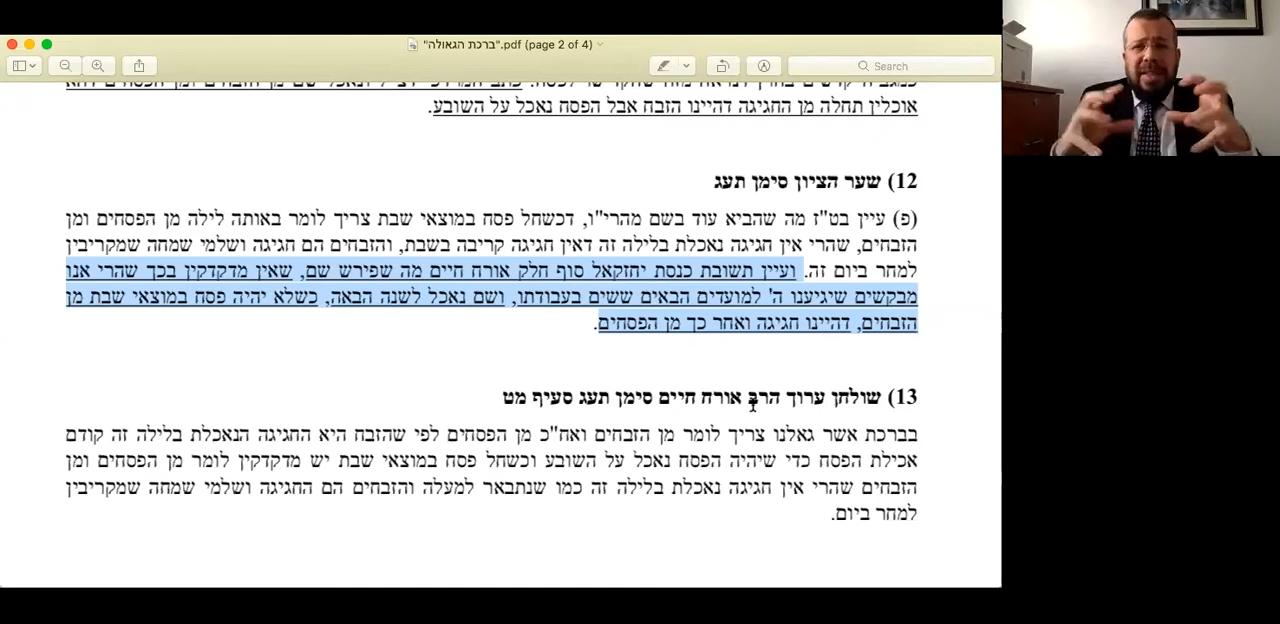 "ברכת הגאולה".pdf (page 2 of 4)
Search
אוכלין תחלה מן החגיגה דהיינו הזבח אבל הפסח נאכל על השובע.
12) שער הציון סימן תעג
(פ) עיין בט"ז מה שהביא עוד בשם מהרי"ו, דכשחל פסח במוצאי שבת צריך לומר באותה לילה מן הפסחים ומן
הזבחים, שהרי אין חגיגה נאכלת בלילה זה דאין חגיגה קריבה בשבת, והזבחים הם חגיגה ושלמי שמחה שמקריבין
למחר ביום זה. ועיין תשובת כנסת יחזקאל סוף חלק אורח חיים מה שפירש שם, שאין מדקדקין בכך שהרי אנו
מבקשים שיגיענו ה' למועדים הבאים ששים בעבודתו, ושם נאכל לשנה הבאה, כשלא יהיה פסח במוצאי שבת מן
הזבחים, דהיינו חגיגה ואחר כך מן הפסחים.
13) שולחן ערוך הרב אורח חיים סימן תעג סעיף מט
בברכת אשר גאלנו צריך לומר מן הזבחים ואח"כ מן הפסחים לפי שהזבח היא החגיגה הנאכלת בלילה זה קודם
אכילת הפסח כדי שיהיה הפסח נאכל על השובע וכשחל פסח במוצאי שבת יש מדקדקין לומר מן הפסחים ומן
הזבחים שהרי אין חגיגה נאכלת בלילה זה כמו שנתבאר למעלה והזבחים הם החגיגה ושלמי שמחה שמקריבין
למחר ביום.